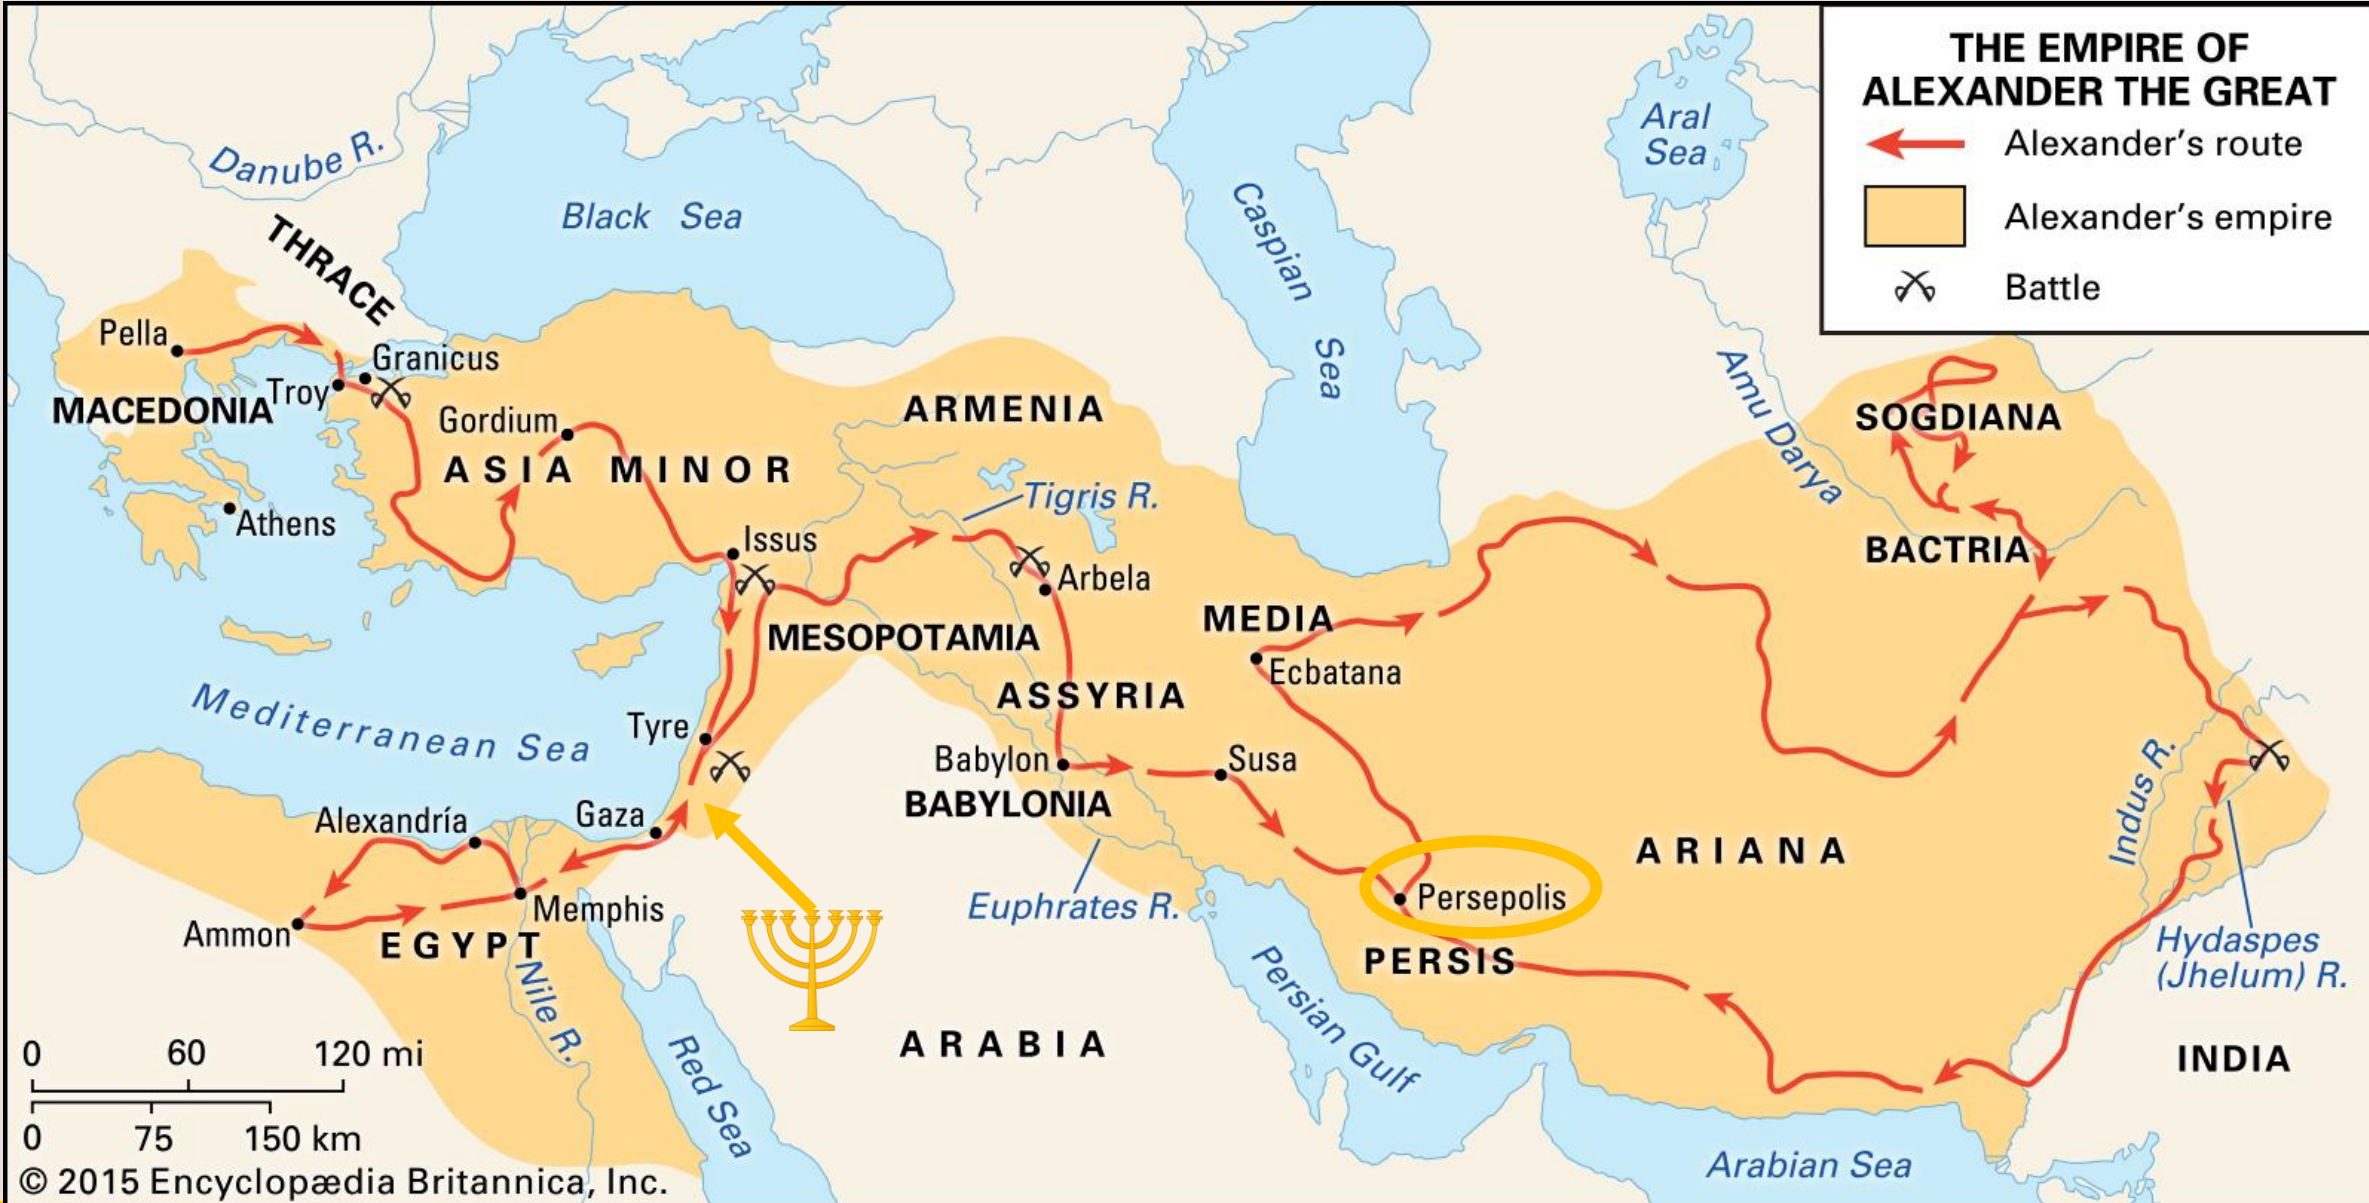 THE EMPIRE OF
ALEXANDER THE GREAT
Alexander's route
Alexander's empire
Battle
Danube R.
Black Sea
Caspian Sea
Aral
Sea
Amu Darya
THRACE
Pella
Granicus
Troy
MACEDONIA
Gordium
ASIA MINOR
Athens
ARMENIA
Tigris R.
Issus
Arbela
SOGDIANA
BACTRIA
MEDIA
Ecbatana
MESOPOTAMIA
ASSYRIA
Mediterranean Sea
Tyre
Babylon
BABYLONIA
Susa
Gaza
Alexandría
Memphis
Ammon
EGYPT
Nile R.
Red Sea
Euphrates R.
Persepolis
PERSIS
Persian Gulf
ARIANA
Indus R.
Hydaspes
(Jhelum) R.
INDIA
ARABIA
Arabian Sea
0 60 120 mi
0 75 150 km
© 2015 Encyclopædia Britannica, Inc.